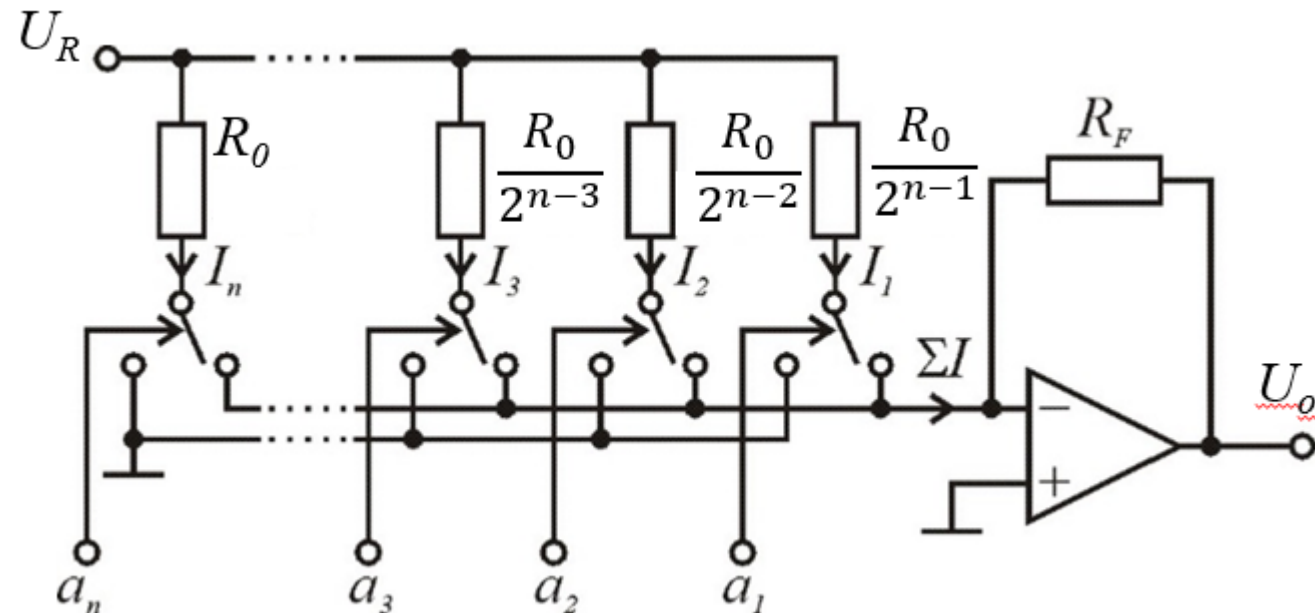 U_R
R_0
R_0 / 2^{n-3}
R_0 / 2^{n-2}
R_0 / 2^{n-1}
R_F
I_n
I_3
I_2
I_1
ΣI
−
+
U_o
a_n
a_3
a_2
a_1